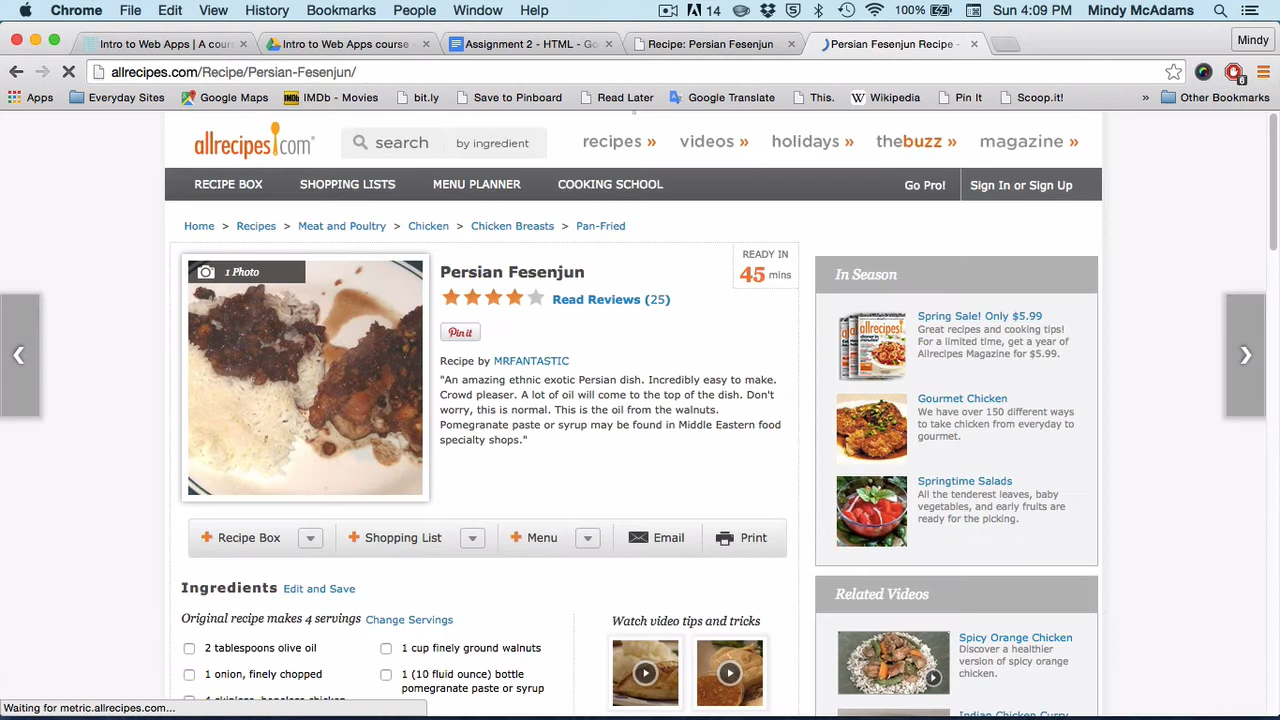 Chrome File Edit View History Bookmarks People Window Help 14 100% Sun 4:09 PM Mindy McAdams
Intro to Web Apps | A cour Intro to Web Apps course - Assignment 2 - HTML - Go Recipe: Persian Fesenjun Persian Fesenjun Recipe - Mindy
allrecipes.com/Recipe/Persian-Fesenjun/ 6
Apps Everyday Sites Google Maps IMDb - Movies bit.ly Save to Pinboard Read Later Google Translate This. Wikipedia Pin It Scoop.it! » Other Bookmarks
allrecipes.com search by ingredient recipes » videos » holidays » thebuzz » magazine »
RECIPE BOX SHOPPING LISTS MENU PLANNER COOKING SCHOOL Go Pro! Sign In or Sign Up
Home > Recipes > Meat and Poultry > Chicken > Chicken Breasts > Pan-Fried
1 Photo
Persian Fesenjun
READY IN
45 mins
Read Reviews (25)
Pin it
Recipe by MRFANTASTIC
"An amazing ethnic exotic Persian dish. Incredibly easy to make.
Crowd pleaser. A lot of oil will come to the top of the dish. Don't
worry, this is normal. This is the oil from the walnuts.
Pomegranate paste or syrup may be found in Middle Eastern food
specialty shops."
+ Recipe Box + Shopping List + Menu Email Print
Ingredients Edit and Save
Original recipe makes 4 servings Change Servings
2 tablespoons olive oil
1 onion, finely chopped
4 skinless, boneless chicken
1 cup finely ground walnuts
1 (10 fluid ounce) bottle
pomegranate paste or syrup
Watch video tips and tricks
In Season
Spring Sale! Only $5.99
Great recipes and cooking tips!
For a limited time, get a year of
Allrecipes Magazine for $5.99.
Gourmet Chicken
We have over 150 different ways
to take chicken from everyday to
gourmet.
Springtime Salads
All the tenderest leaves, baby
vegetables, and early fruits are
ready for the picking.
Related Videos
Spicy Orange Chicken
Discover a healthier
version of spicy orange
chicken.
Indian Chicken Curry
Waiting for metric.allrecipes.com...